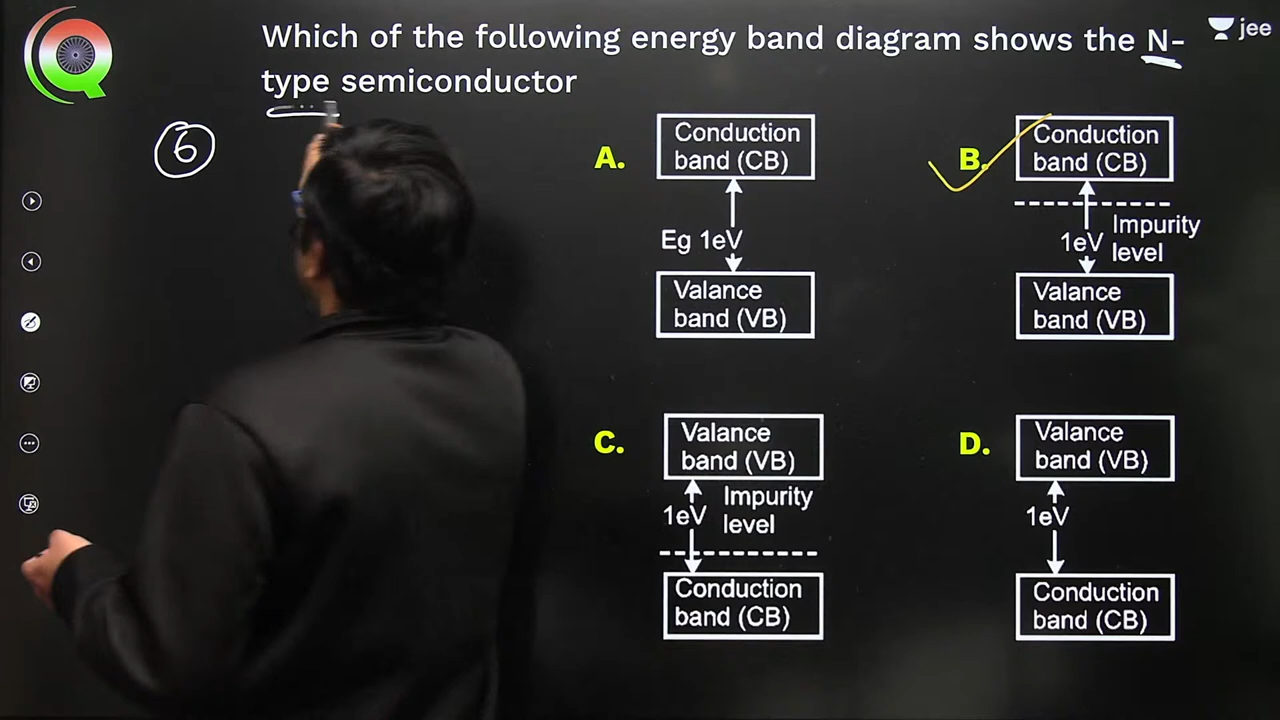 Which of the following energy band diagram shows the N-
type semiconductor
jee
6
A.
Conduction
band (CB)
Eg 1eV
Valance
band (VB)
B.
Conduction
band (CB)
Impurity
1eV level
Valance
band (VB)
C.
Valance
band (VB)
Impurity
1eV level
Conduction
band (CB)
D.
Valance
band (VB)
1eV
Conduction
band (CB)